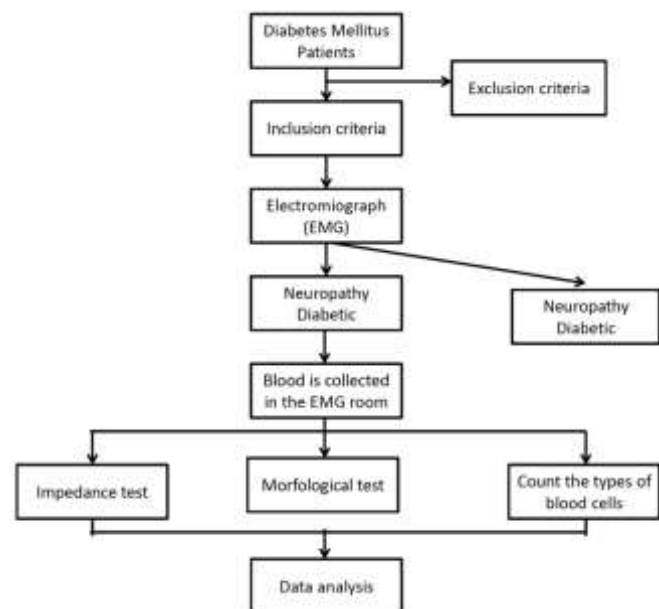 Diabetes Mellitus
Patients
Exclusion criteria
Inclusion criteria
Electromiograph
(EMG)
Neuropathy
Diabetic
Neuropathy
Diabetic
Blood is collected
in the EMG room
Impedance test
Morfological test
Count the types of
blood cells
Data analysis